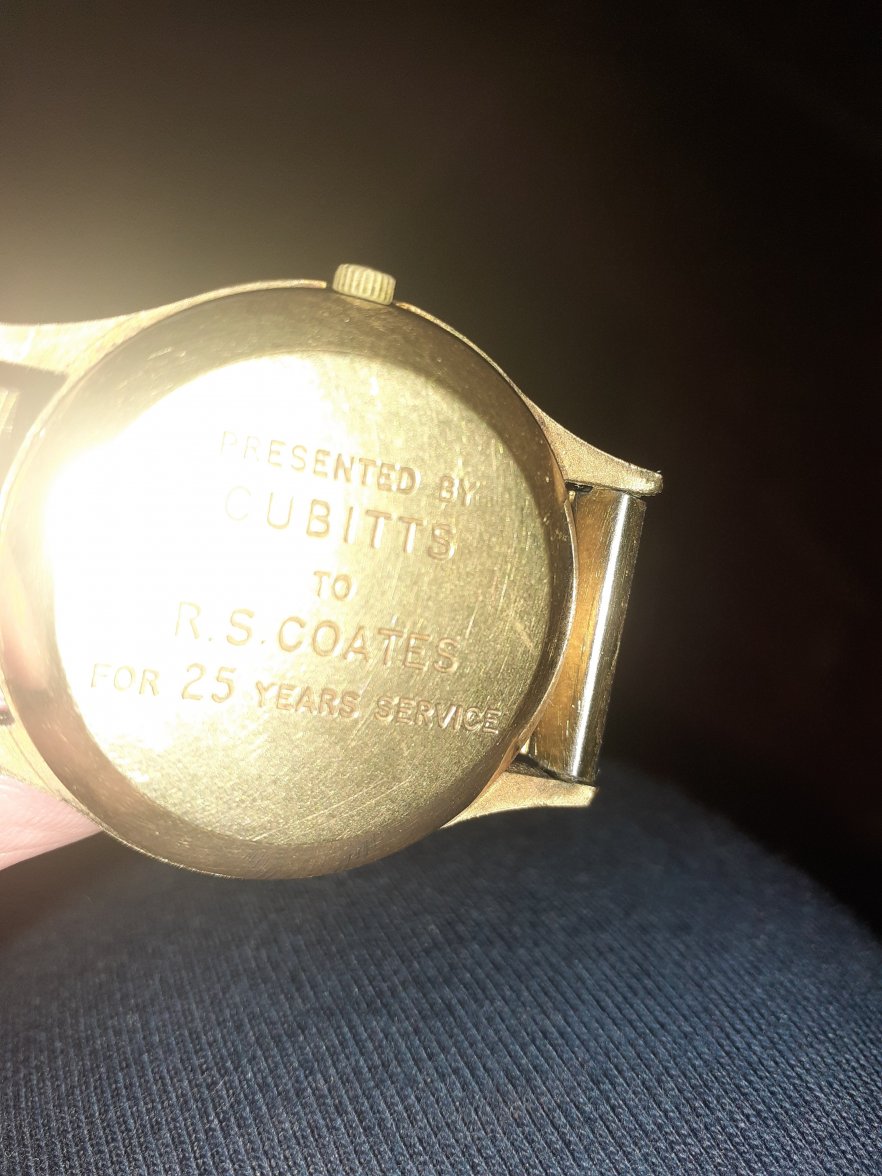 PRESENTED BY
CUBITTS
TO
R.S.COATES
FOR 25 YEARS SERVICE